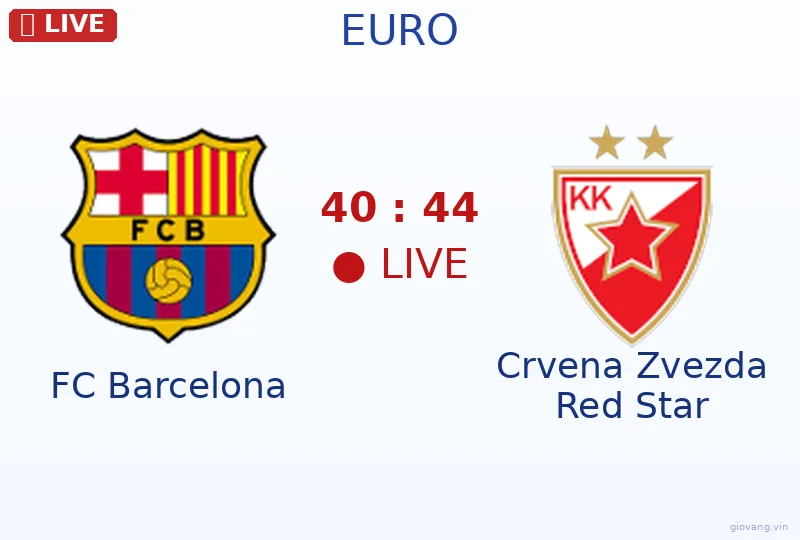 LIVE
EURO
40 : 44
● LIVE
FCB
KK
FC Barcelona
Crvena Zvezda
Red Star
giovang.vin